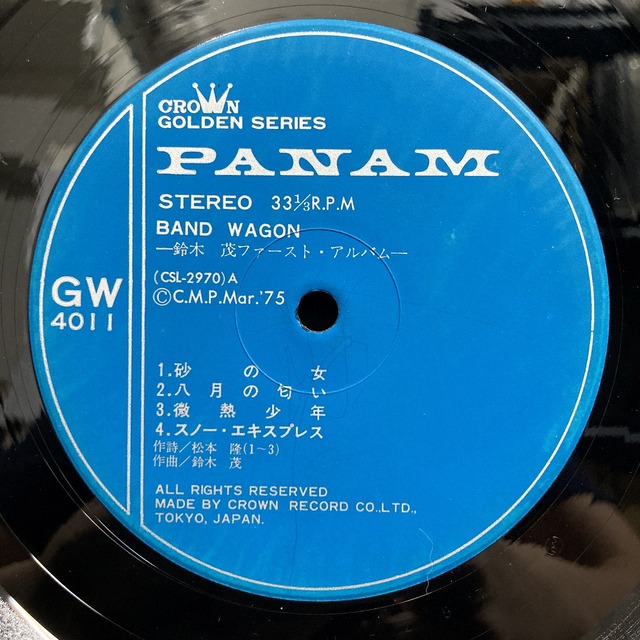 CROWN
GOLDEN SERIES
PANAM
STEREO 33 1/3 R.P.M
BAND WAGON
—鈴木 茂ファースト・アルバム—
(CSL-2970) A
©C.M.P.Mar.'75
GW
4011
1.砂の女
2.八月の匂い
3.微熱少年
4.スノー・エキスプレス
作詩/松本 隆(1~3)
作曲/鈴木 茂
ALL RIGHTS RESERVED
MADE BY CROWN RECORD CO.,LTD.,
TOKYO, JAPAN.